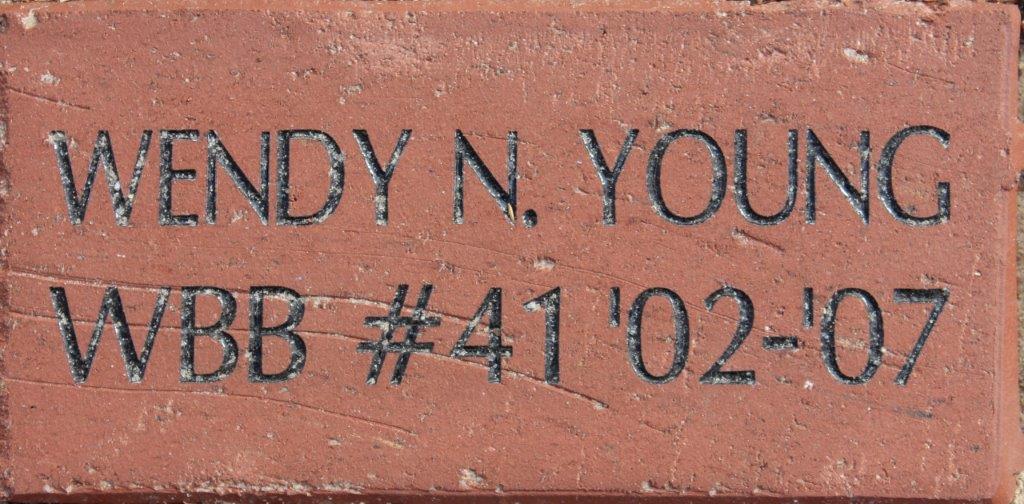 WENDY N. YOUNG
WBB #41 '02-'07